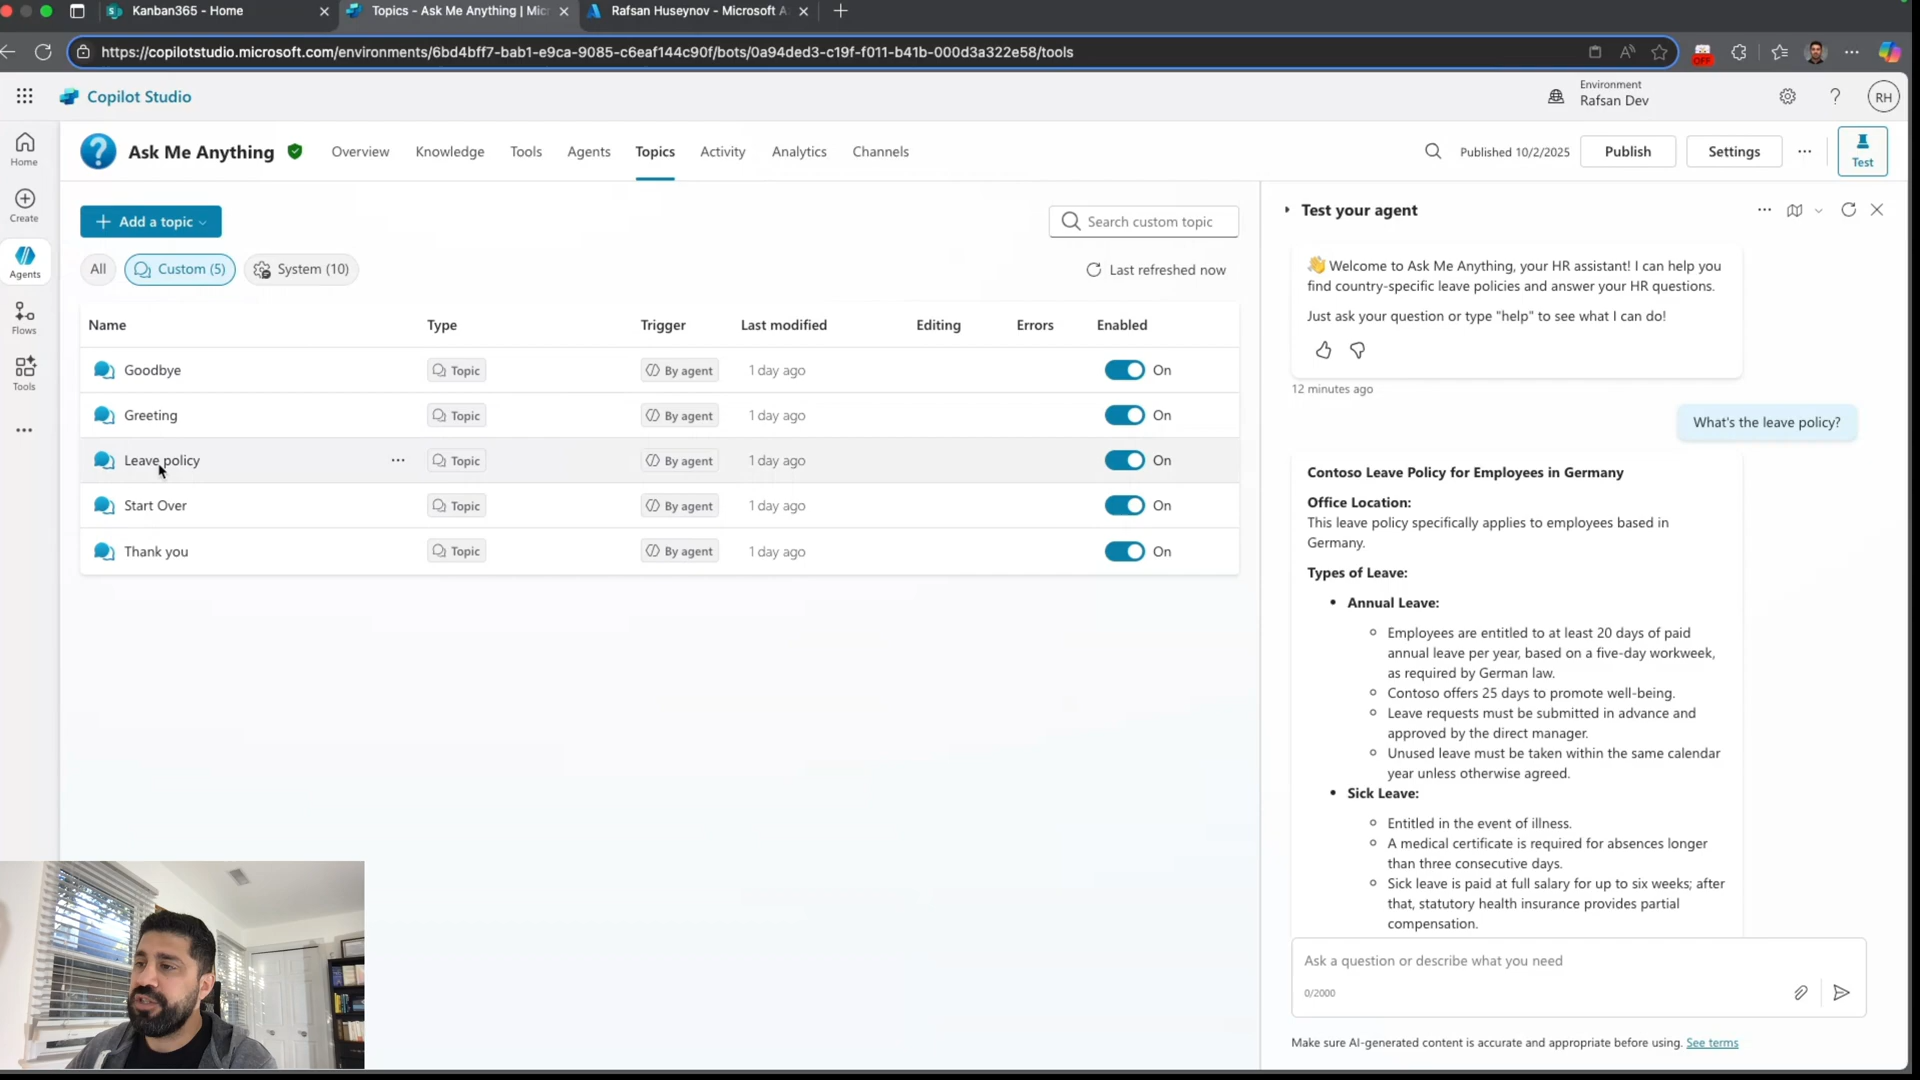 Kanban365 - Home
Topics - Ask Me Anything | Mic
Rafsan Huseynov - Microsoft A
https://copilotstudio.microsoft.com/environments/6bd4bff7-bab1-e9ca-9085-c6eaf144c90f/bots/0a94ded3-c19f-f011-b41b-000d3a322e58/tools
OFF
Copilot Studio
Environment
Rafsan Dev
RH
Home
Create
Agents
Flows
Tools
Ask Me Anything
Overview
Knowledge
Tools
Agents
Topics
Activity
Analytics
Channels
Published 10/2/2025
Publish
Settings
Test
Add a topic
Search custom topic
All
Custom (5)
System (10)
Last refreshed now
Name Type Trigger Last modified Editing Errors Enabled
Goodbye Topic By agent 1 day ago On
Greeting Topic By agent 1 day ago On
Leave policy Topic By agent 1 day ago On
Start Over Topic By agent 1 day ago On
Thank you Topic By agent 1 day ago On
Test your agent
👋 Welcome to Ask Me Anything, your HR assistant! I can help you
find country-specific leave policies and answer your HR questions.
Just ask your question or type "help" to see what I can do!
12 minutes ago
What's the leave policy?
Contoso Leave Policy for Employees in Germany
Office Location:
This leave policy specifically applies to employees based in
Germany.
Types of Leave:
• Annual Leave:
○ Employees are entitled to at least 20 days of paid
annual leave per year, based on a five-day workweek,
as required by German law.
○ Contoso offers 25 days to promote well-being.
○ Leave requests must be submitted in advance and
approved by the direct manager.
○ Unused leave must be taken within the same calendar
year unless otherwise agreed.
• Sick Leave:
○ Entitled in the event of illness.
○ A medical certificate is required for absences longer
than three consecutive days.
○ Sick leave is paid at full salary for up to six weeks; after
that, statutory health insurance provides partial
compensation.
Ask a question or describe what you need
0/2000
Make sure AI-generated content is accurate and appropriate before using. See terms